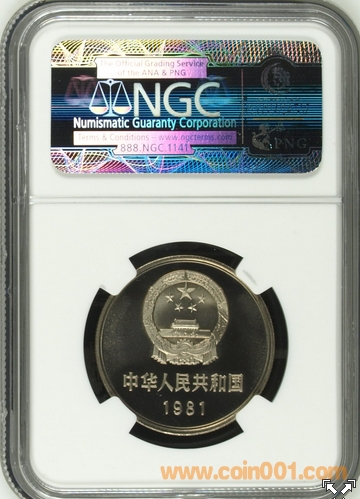 The Official Grading Service
of the ANA & PNG
NGC
Numismatic Guaranty Corporation
Terms & Conditions – www.ngcterms.com
888.NGC.1141
PNG
中华人民共和国
1981
www.coin001.com